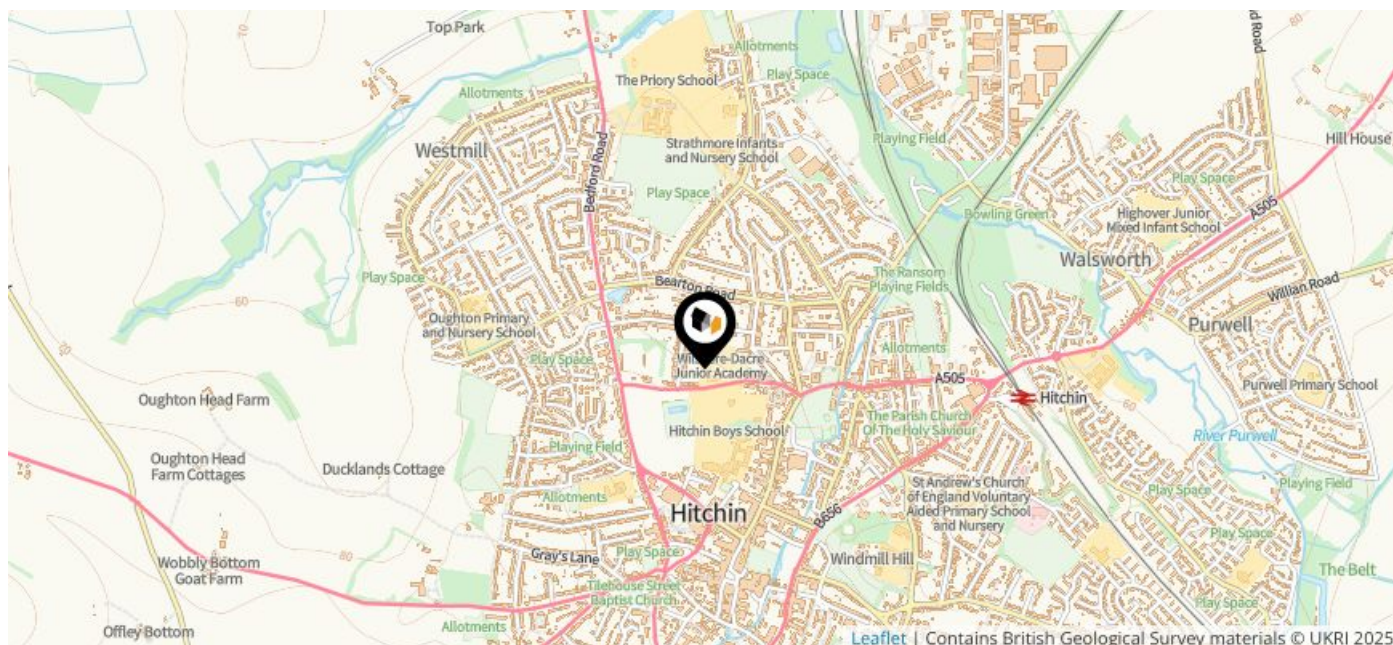 Top Park
Allotments
The Priory School
Play Space
Allotments
Westmill
Bedford Road
Strathmore Infants
and Nursery School
Play Space
Playing Field
Road
Hill House
Play Space
A505
Bowling Green
Highover Junior
Mixed Infant School
Walsworth
Play Space
Bearton Road
The Ransom
Playing Fields
Willian Road
Oughton Primary
and Nursery School
Purwell
Play Space
Junior Academy
Allotments
A505
Purwell Primary School
Oughton Head Farm
Hitchin
60
70
80
Hitchin Boys School
The Parish Church
Of The Holy Saviour
River Purwell
Oughton Head
Farm Cottages
Ducklands Cottage
Playing Field
St Andrew's Church
of England Voluntary
Aided Primary School
and Nursery
Play Space
Playing Field
Allotments
Hitchin
B656
Wobbly Bottom
Goat Farm
Gray's Lane
Play Space
Windmill Hill
Play Space
The Belt
Tilehouse Street
Baptist Church
Play Space
Offley Bottom
Allotments
Leaflet | Contains British Geological Survey materials © UKRI 2025